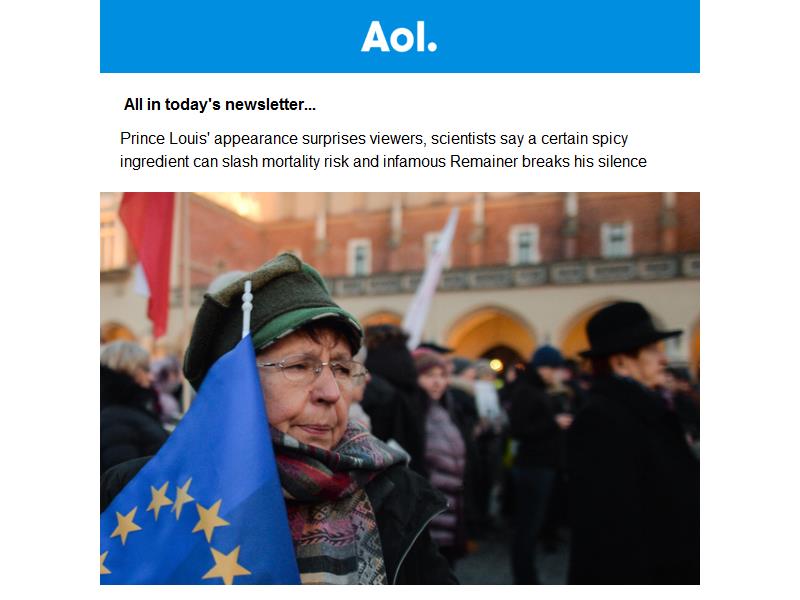 Aol.
All in today's newsletter...
Prince Louis' appearance surprises viewers, scientists say a certain spicy
ingredient can slash mortality risk and infamous Remainer breaks his silence